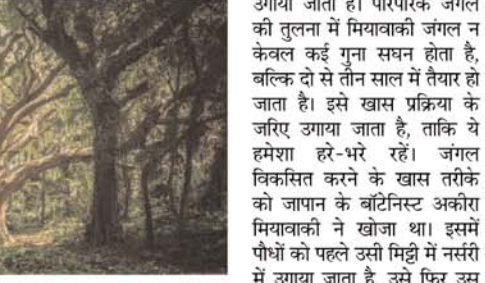 उगाया जाता है। पारंपरिक जंगल
की तुलना में मियावाकी जंगल न
केवल कई गुना सघन होता है,
बल्कि दो से तीन साल में तैयार हो
जाता है। इसे खास प्रक्रिया के
जरिए उगाया जाता है, ताकि ये
हमेशा हरे-भरे रहें। जंगल
विकसित करने के खास तरीके
को जापान के बॉटेनिस्ट अकीरा
मियावाकी ने खोजा था। इसमें
पौधों को पहले उसी मिट्टी में नर्सरी
में उगाया जाता है, उसे फिर उस